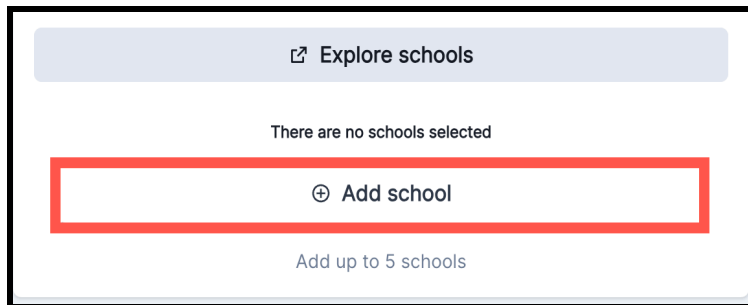 Explore schools
There are no schools selected
Add school
Add up to 5 schools